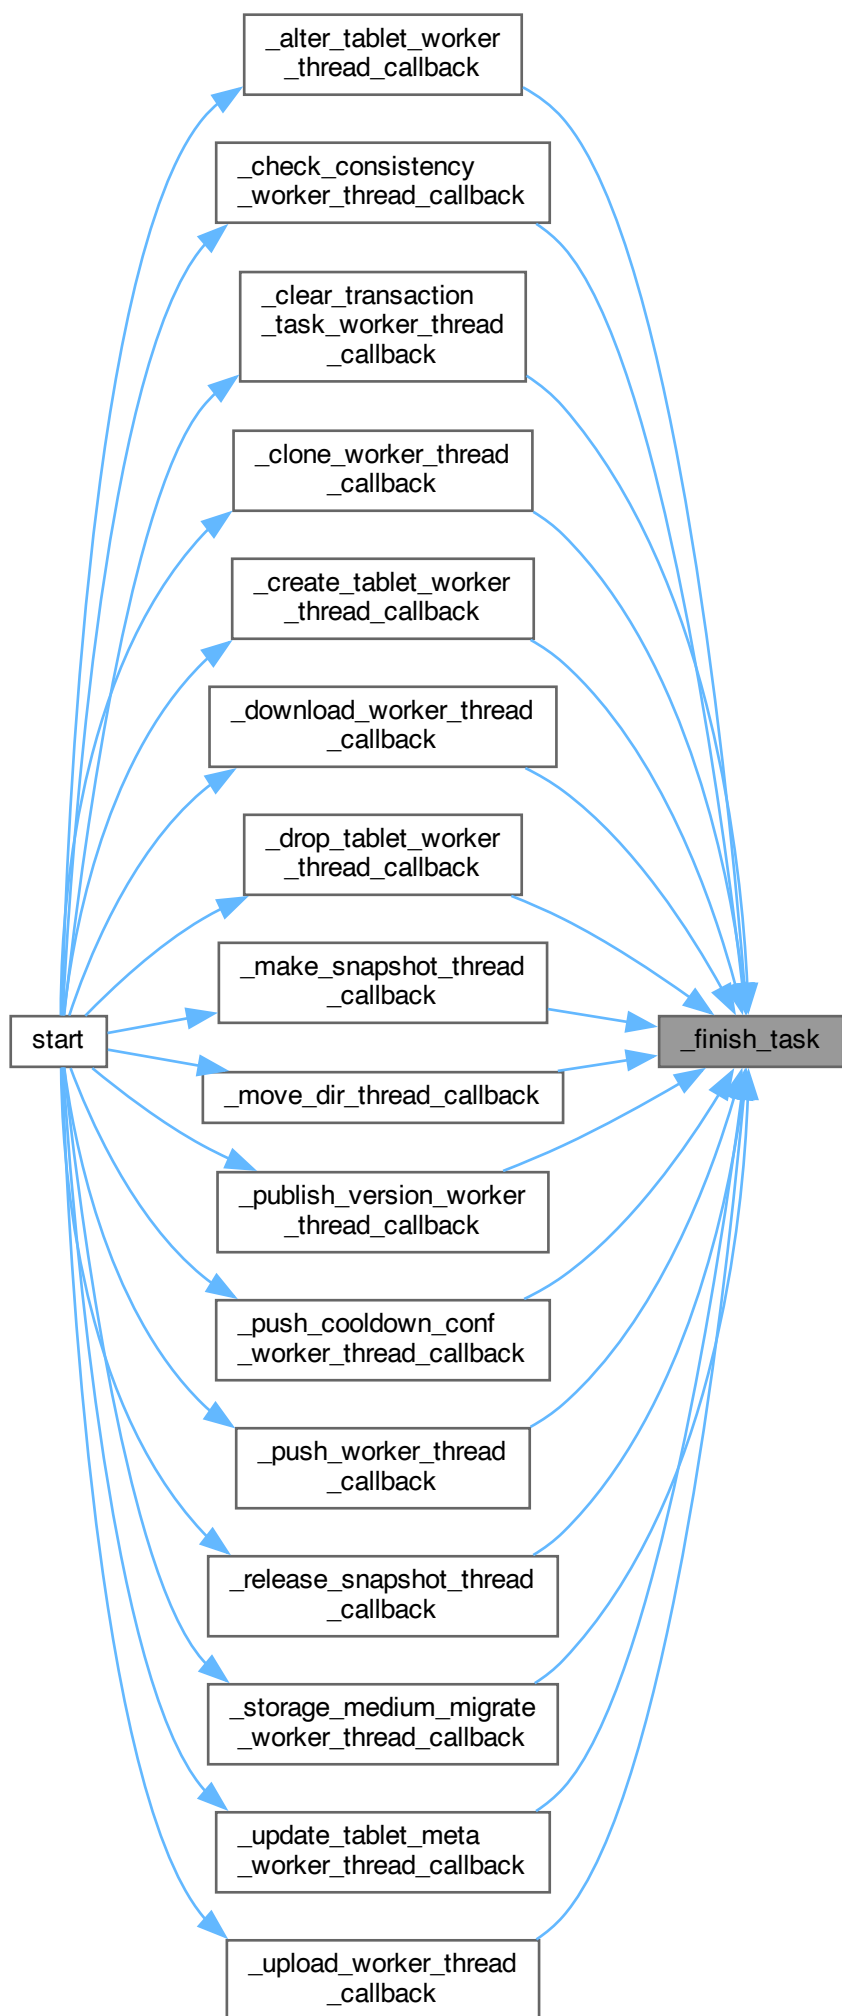 _alter_tablet_worker
_thread_callback
_check_consistency
_worker_thread_callback
_clear_transaction
_task_worker_thread
_callback
_clone_worker_thread
_callback
_create_tablet_worker
_thread_callback
_download_worker_thread
_callback
_drop_tablet_worker
_thread_callback
_make_snapshot_thread
_callback
start
_finish_task
_move_dir_thread_callback
_publish_version_worker
_thread_callback
_push_cooldown_conf
_worker_thread_callback
_push_worker_thread
_callback
_release_snapshot_thread
_callback
_storage_medium_migrate
_worker_thread_callback
_update_tablet_meta
_worker_thread_callback
_upload_worker_thread
_callback